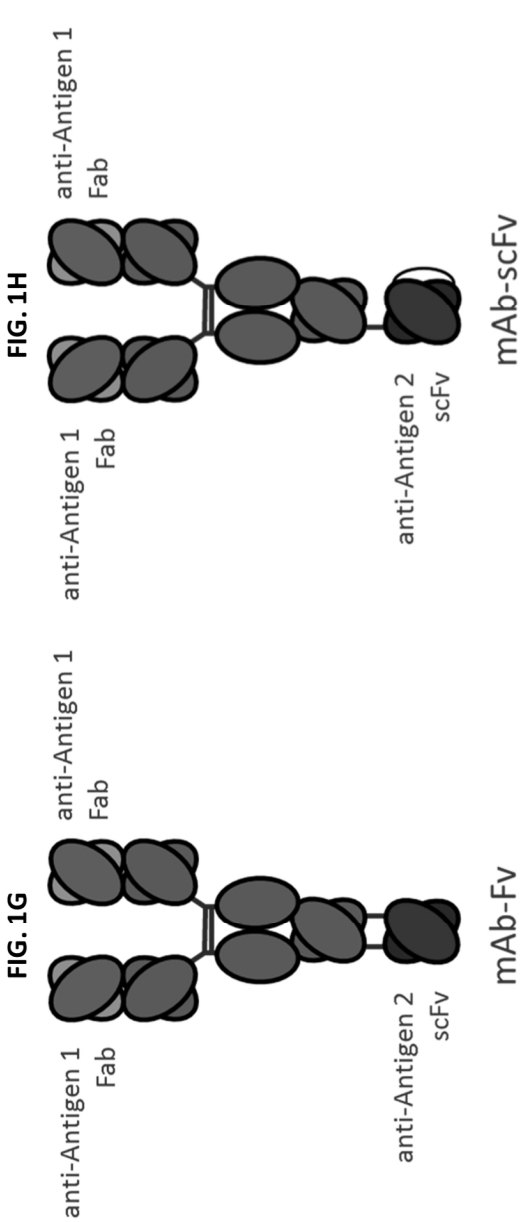 FIG. 1G
anti-Antigen 1
Fab
anti-Antigen 1
Fab
anti-Antigen 2
scFv
mAb-Fv
FIG. 1H
anti-Antigen 1
Fab
anti-Antigen 1
Fab
anti-Antigen 2
scFv
mAb-scFv